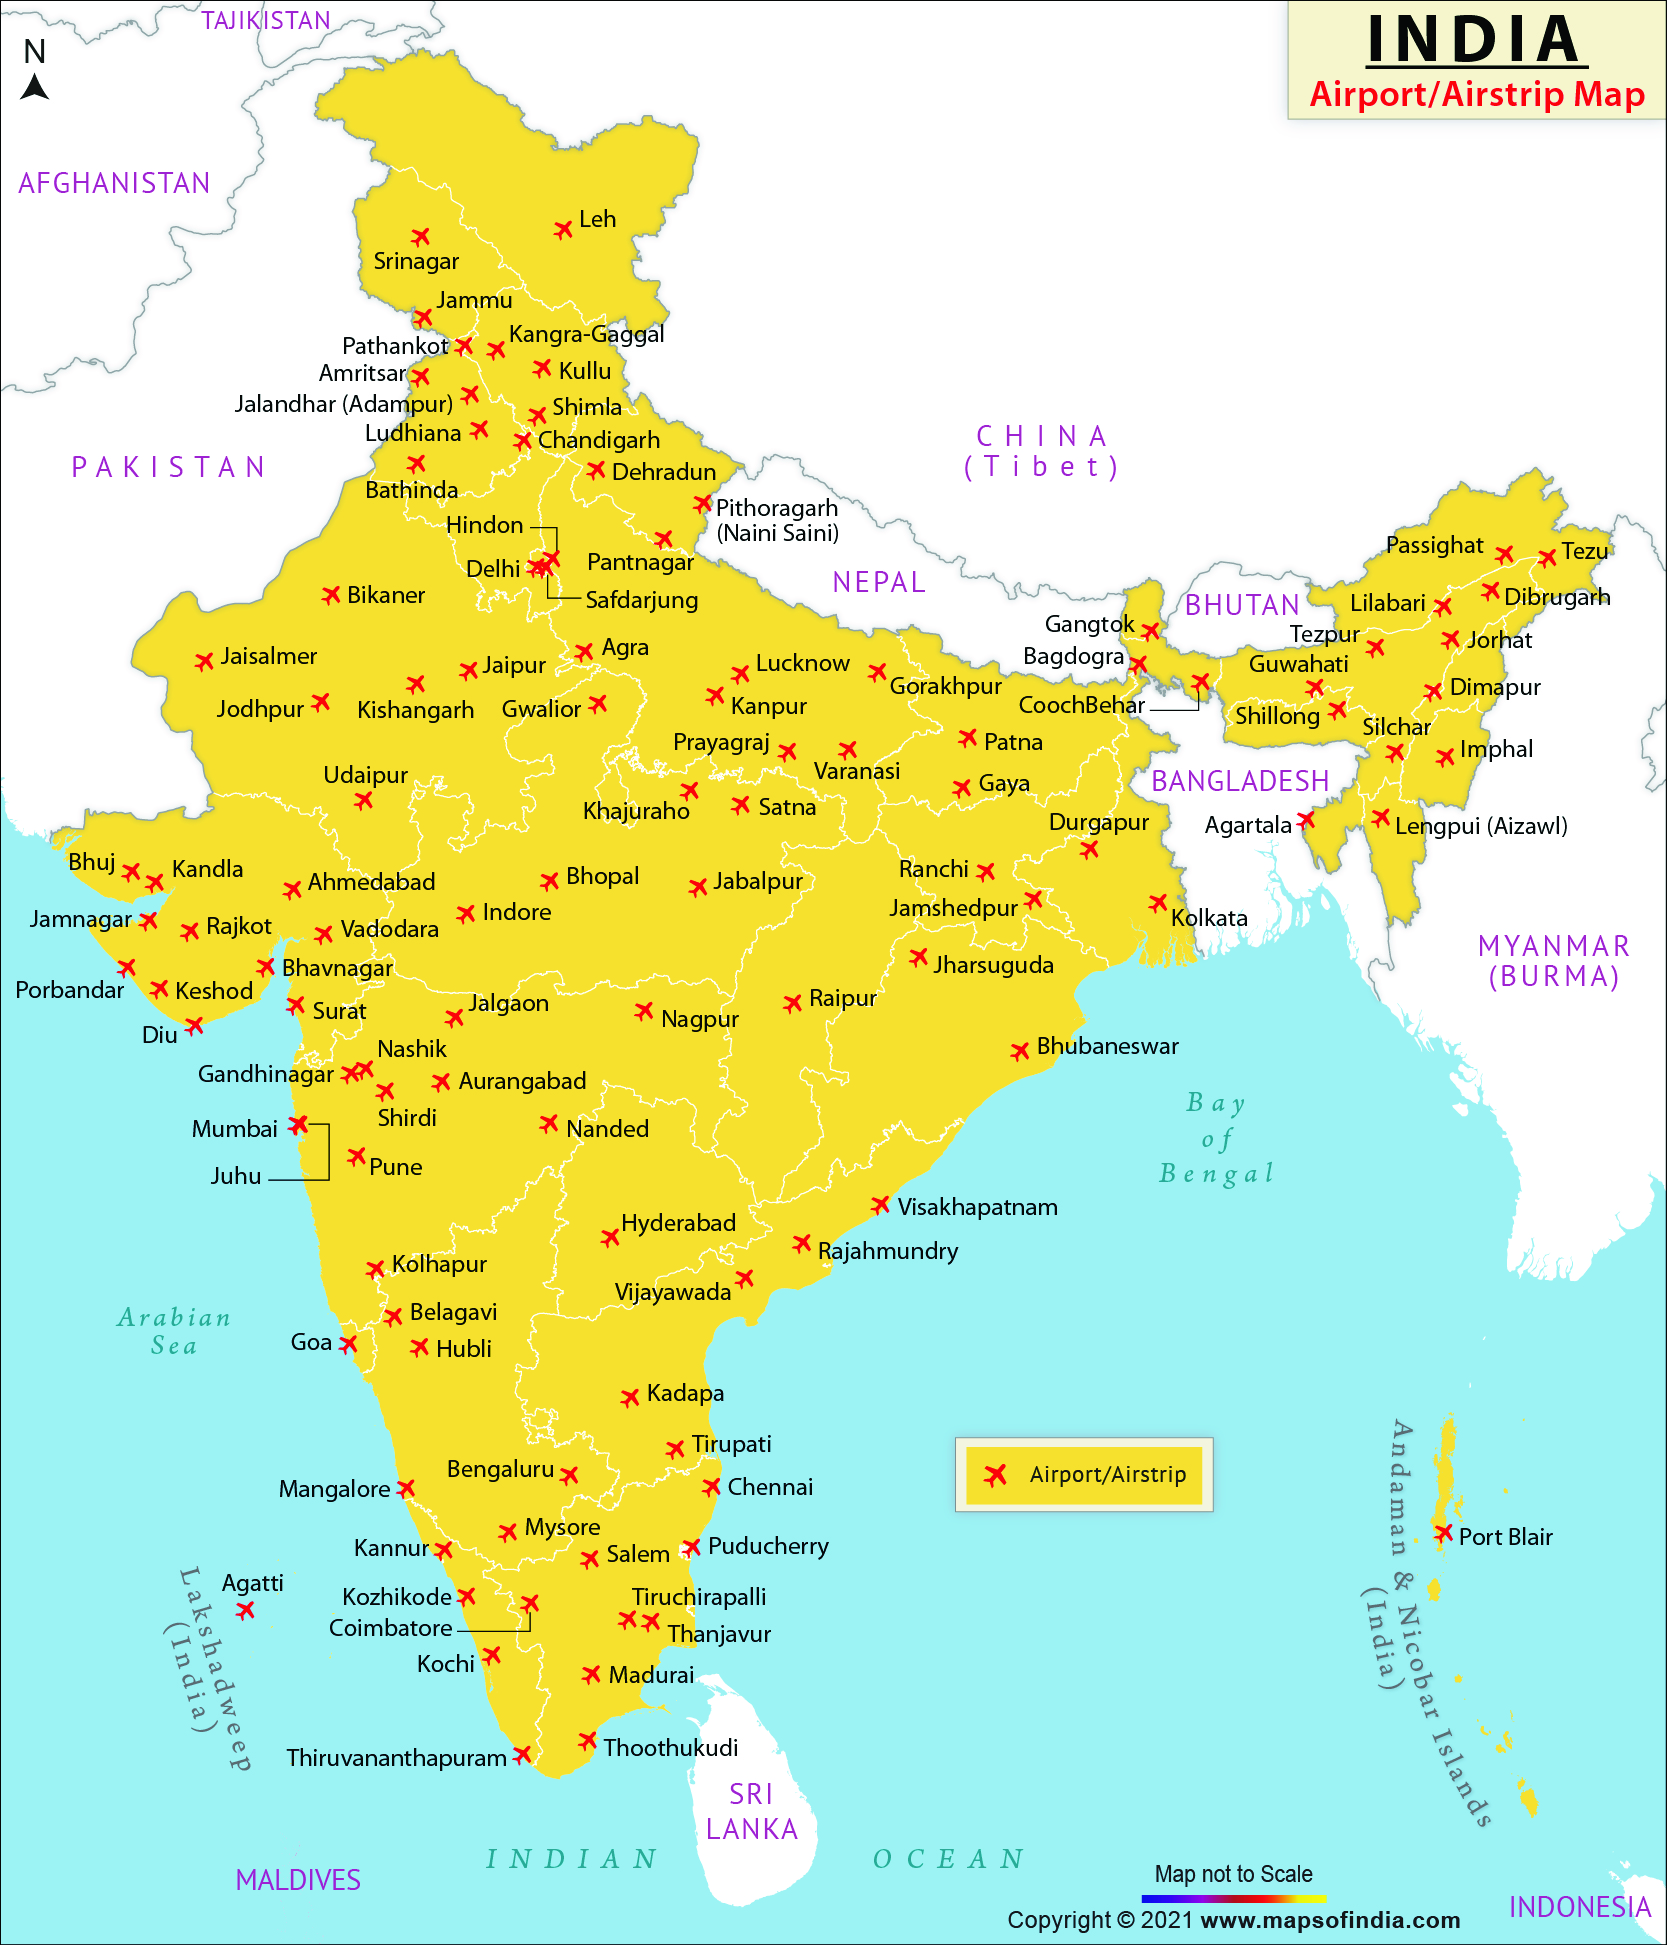 TAJIKISTAN
INDIA
Airport/Airstrip Map
N
AFGHANISTAN
Leh
Srinagar
Jammu
Kangra-Gaggal
Pathankot
Amritsar
Kullu
Jalandhar (Adampur)
Shimla
Ludhiana
Chandigarh
CHINA
(Tibet)
PAKISTAN
Dehradun
Bathinda
Pithoragarh
(Naini Saini)
Hindon
Pantnagar
Delhi
Safdarjung
NEPAL
Passighat
Tezu
Bikaner
BHUTAN
Lilabari
Dibrugarh
Gangtok
Tezpur
Jorhat
Jaisalmer
Jaipur
Agra
Lucknow
Bagdogra
Guwahati
Gorakhpur
Dimapur
Jodhpur
Kishangarh
Gwalior
Kanpur
CoochBehar
Shillong
Silchar
Prayagraj
Patna
Imphal
Varanasi
Udaipur
Gaya
BANGLADESH
Khajuraho
Satna
Durgapur
Agartala
Lengpui (Aizawl)
Bhuj
Kandla
Ahmedabad
Bhopal
Jabalpur
Ranchi
Jamnagar
Rajkot
Vadodara
Indore
Jamshedpur
Kolkata
MYANMAR
(BURMA)
Porbandar
Keshod
Bhavnagar
Jharsuguda
Surat
Jalgaon
Nagpur
Raipur
Diu
Nashik
Bhubaneswar
Gandhinagar
Aurangabad
Shirdi
Bay
of
Bengal
Mumbai
Nanded
Juhu
Pune
Visakhapatnam
Hyderabad
Rajahmundry
Kolhapur
Vijayawada
Arabian
Sea
Belagavi
Goa
Hubli
Kadapa
Tirupati
Bengaluru
Airport/Airstrip
Mangalore
Chennai
Mysore
Port Blair
Kannur
Salem
Puducherry
Agatti
Kozhikode
Tiruchirapalli
Coimbatore
Thanjavur
Kochi
Madurai
Lakshadweep
(India)
Andaman & Nicobar Islands
(India)
Thiruvananthapuram
Thoothukudi
SRI
LANKA
INDIAN OCEAN
MALDIVES
Map not to Scale
INDONESIA
Copyright © 2021 www.mapsofindia.com